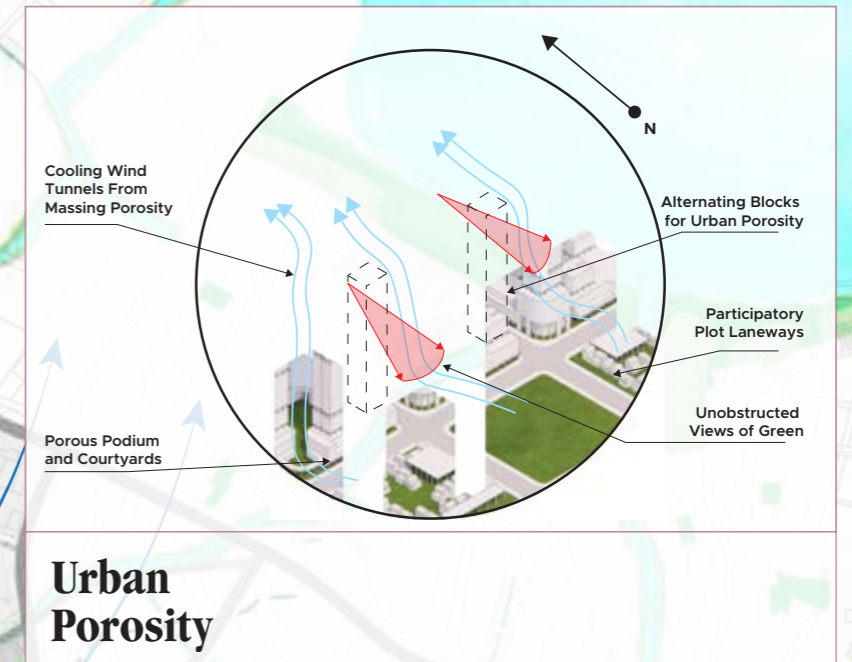 N
Cooling Wind
Tunnels From
Massing Porosity
Alternating Blocks
for Urban Porosity
Participatory
Plot Laneways
Unobstructed
Views of Green
Porous Podium
and Courtyards
Urban
Porosity